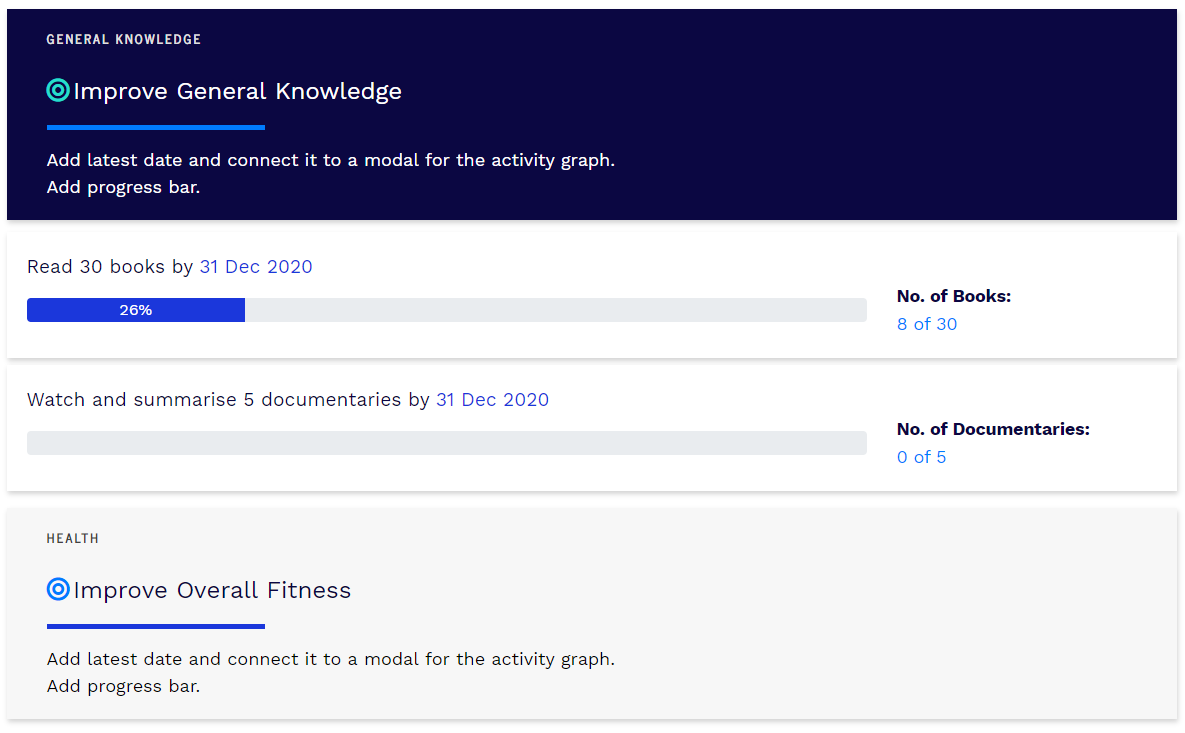 GENERAL KNOWLEDGE
Improve General Knowledge
Add latest date and connect it to a modal for the activity graph.
Add progress bar.
Read 30 books by 31 Dec 2020
26%
No. of Books:
8 of 30
Watch and summarise 5 documentaries by 31 Dec 2020
No. of Documentaries:
0 of 5
HEALTH
Improve Overall Fitness
Add latest date and connect it to a modal for the activity graph.
Add progress bar.